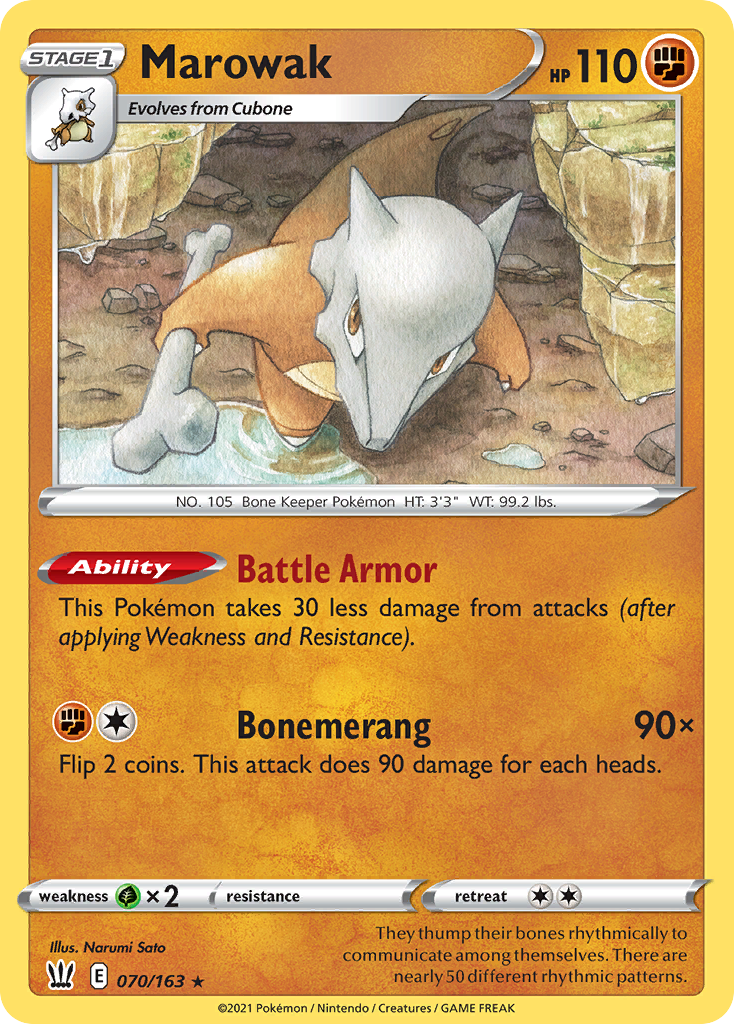 STAGE1
Marowak
HP 110
Evolves from Cubone
NO. 105 Bone Keeper Pokémon HT: 3'3" WT: 99.2 lbs.
Ability Battle Armor
This Pokémon takes 30 less damage from attacks (after
applying Weakness and Resistance).
Bonemerang 90×
Flip 2 coins. This attack does 90 damage for each heads.
weakness ×2 resistance retreat
Illus. Narumi Sato
They thump their bones rhythmically to
communicate among themselves. There are
nearly 50 different rhythmic patterns.
E 070/163 ★
©2021 Pokémon / Nintendo / Creatures / GAME FREAK